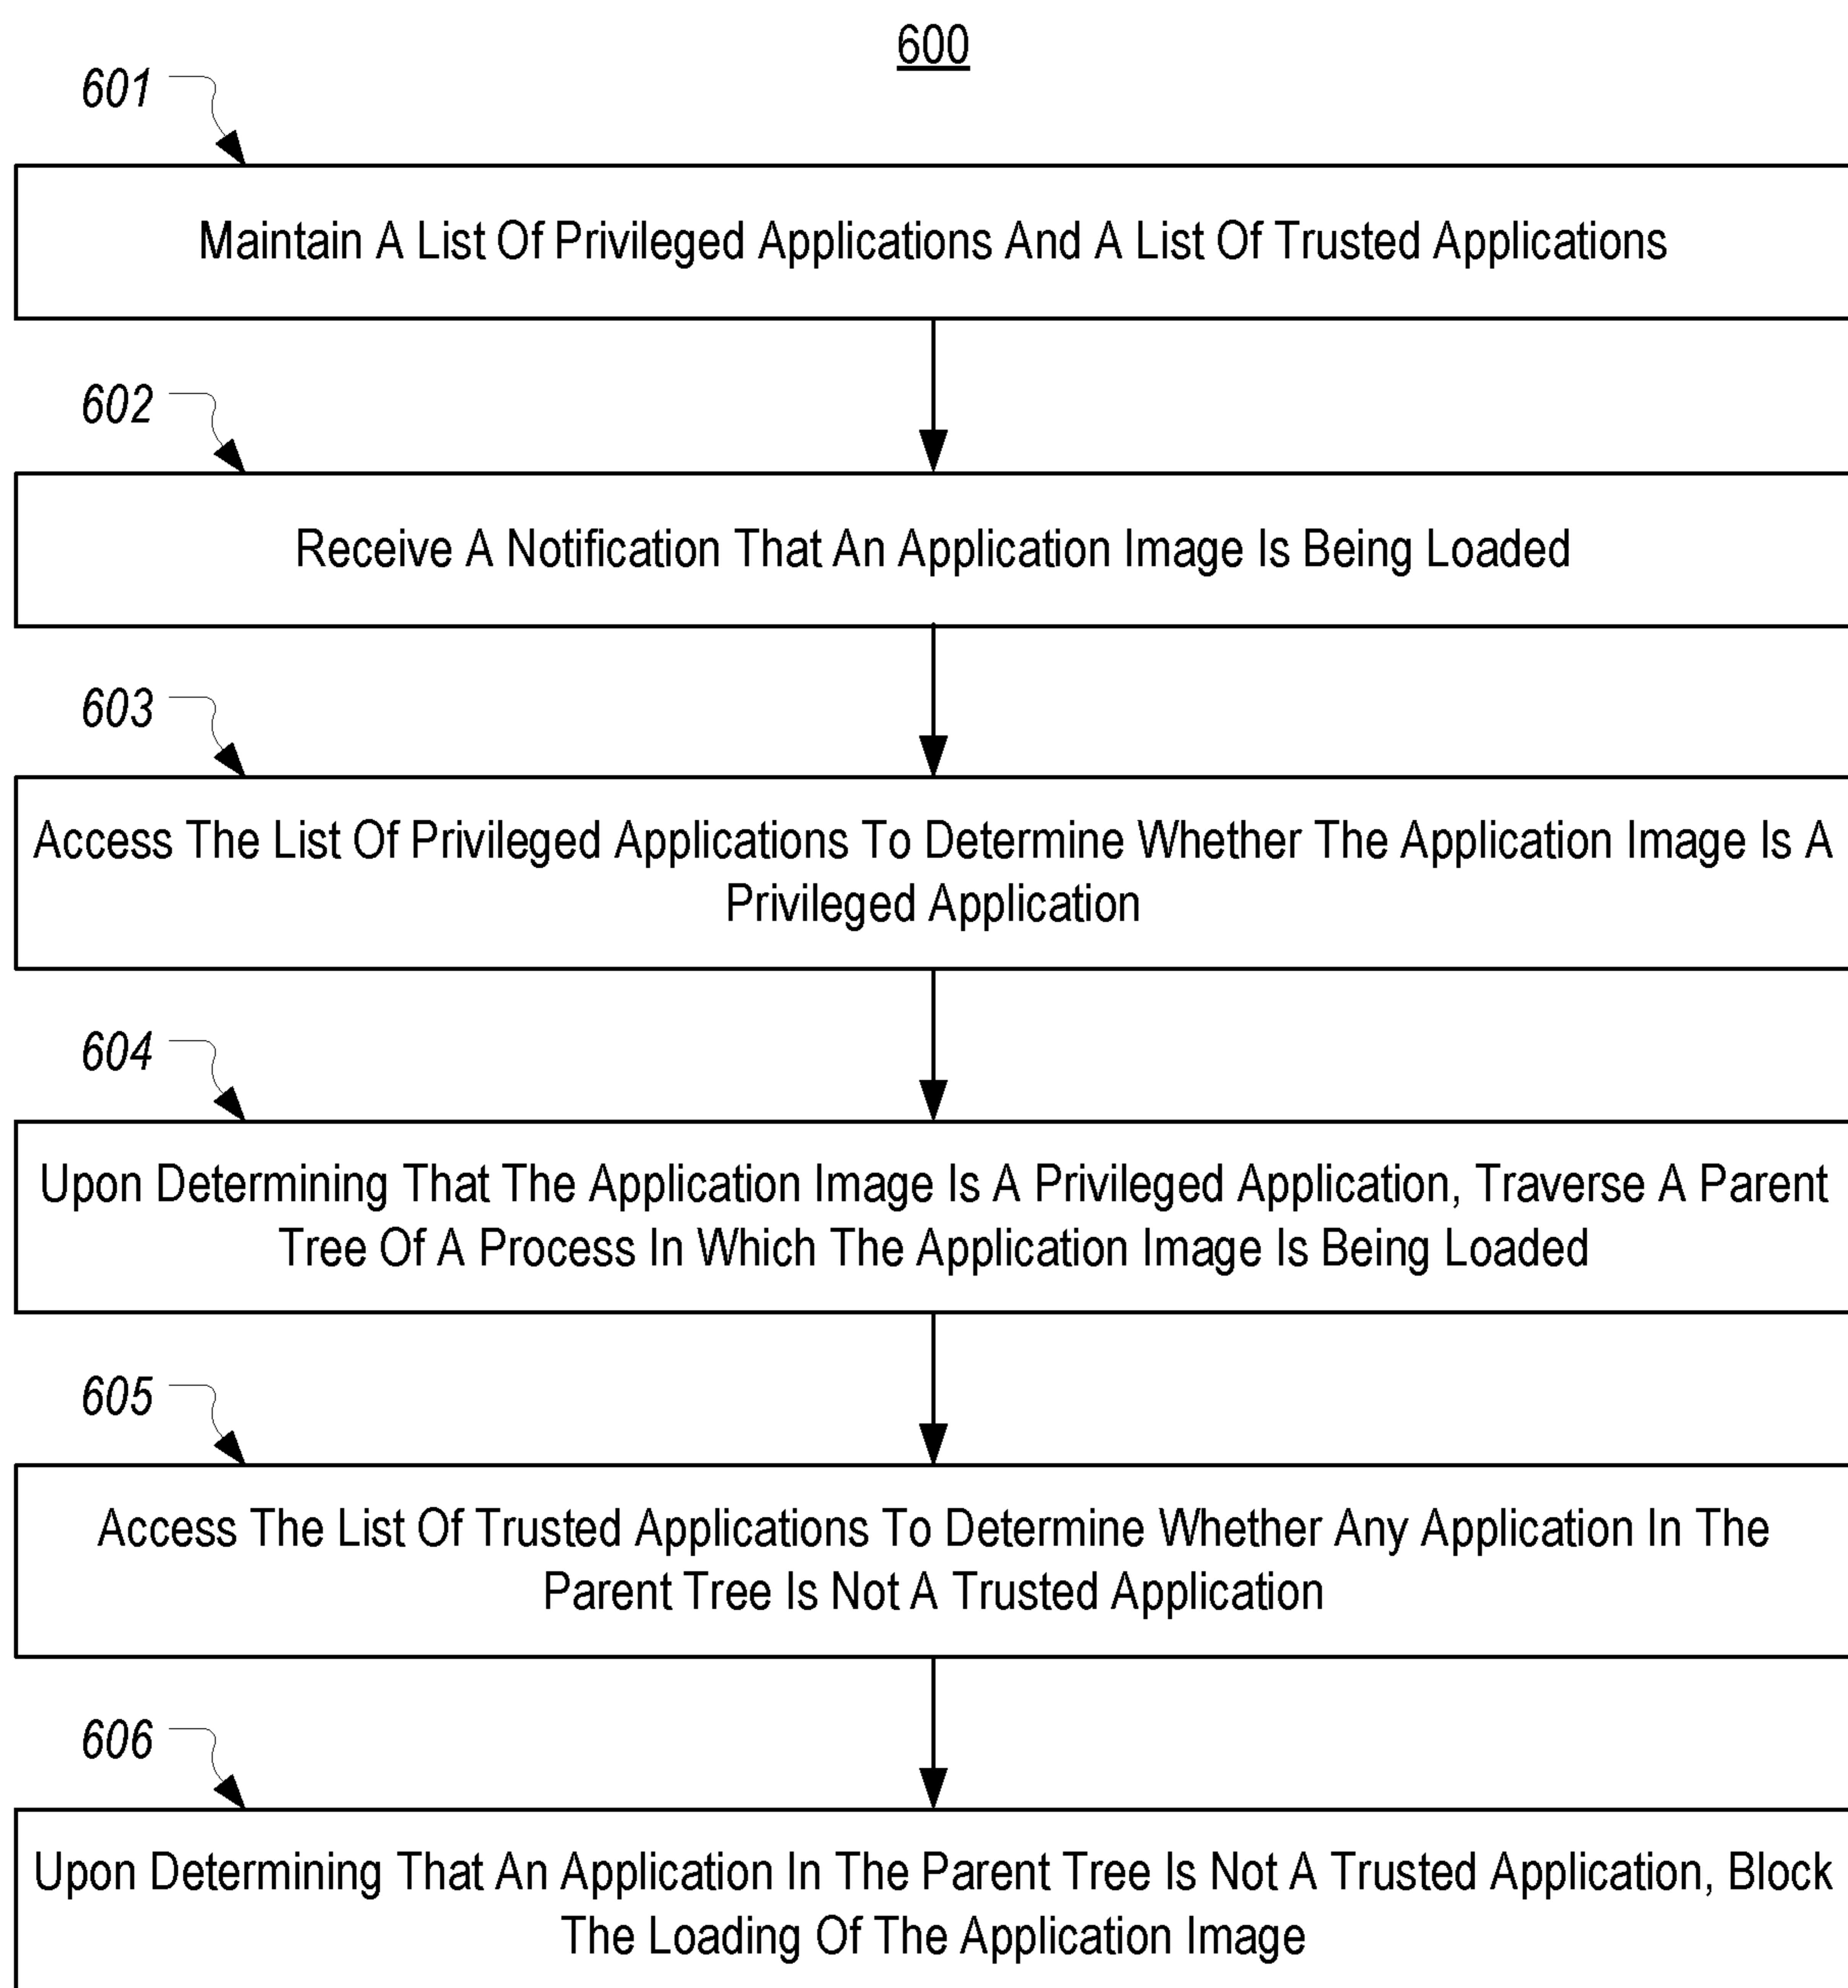 600
601
Maintain A List Of Privileged Applications And A List Of Trusted Applications
602
Receive A Notification That An Application Image Is Being Loaded
603
Access The List Of Privileged Applications To Determine Whether The Application Image Is A
Privileged Application
604
Upon Determining That The Application Image Is A Privileged Application, Traverse A Parent
Tree Of A Process In Which The Application Image Is Being Loaded
605
Access The List Of Trusted Applications To Determine Whether Any Application In The
Parent Tree Is Not A Trusted Application
606
Upon Determining That An Application In The Parent Tree Is Not A Trusted Application, Block
The Loading Of The Application Image